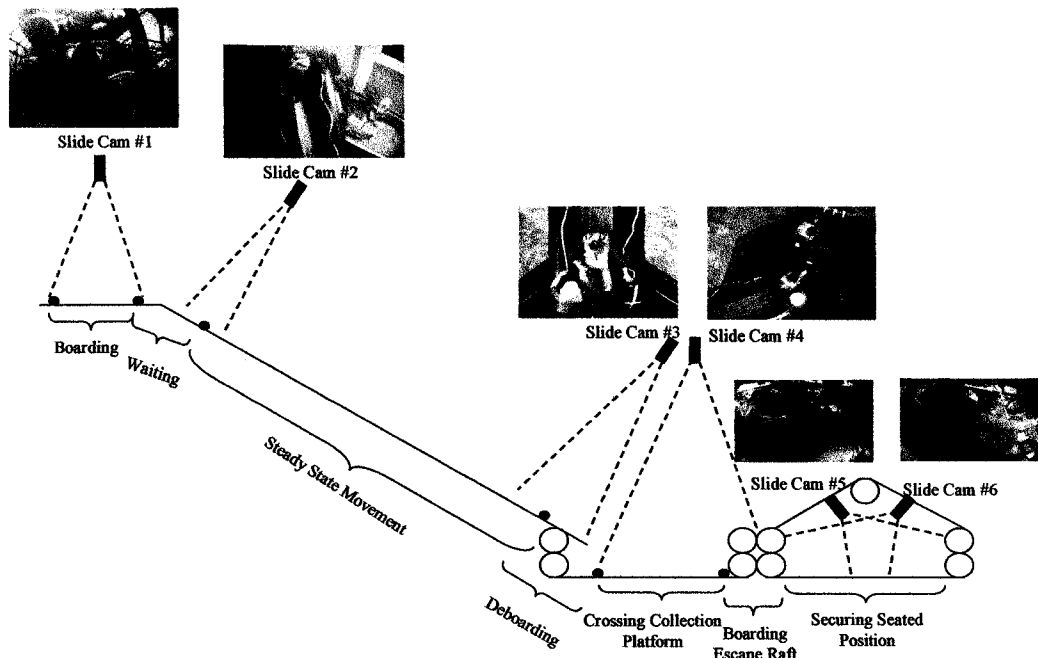 Slide Cam #1
Slide Cam #2
Slide Cam #3
Slide Cam #4
Slide Cam #5
Slide Cam #6
Boarding
Waiting
Steady State Movement
Deboarding
Crossing Collection
Platform
Boarding
Escape Raft
Securing Seated
Position